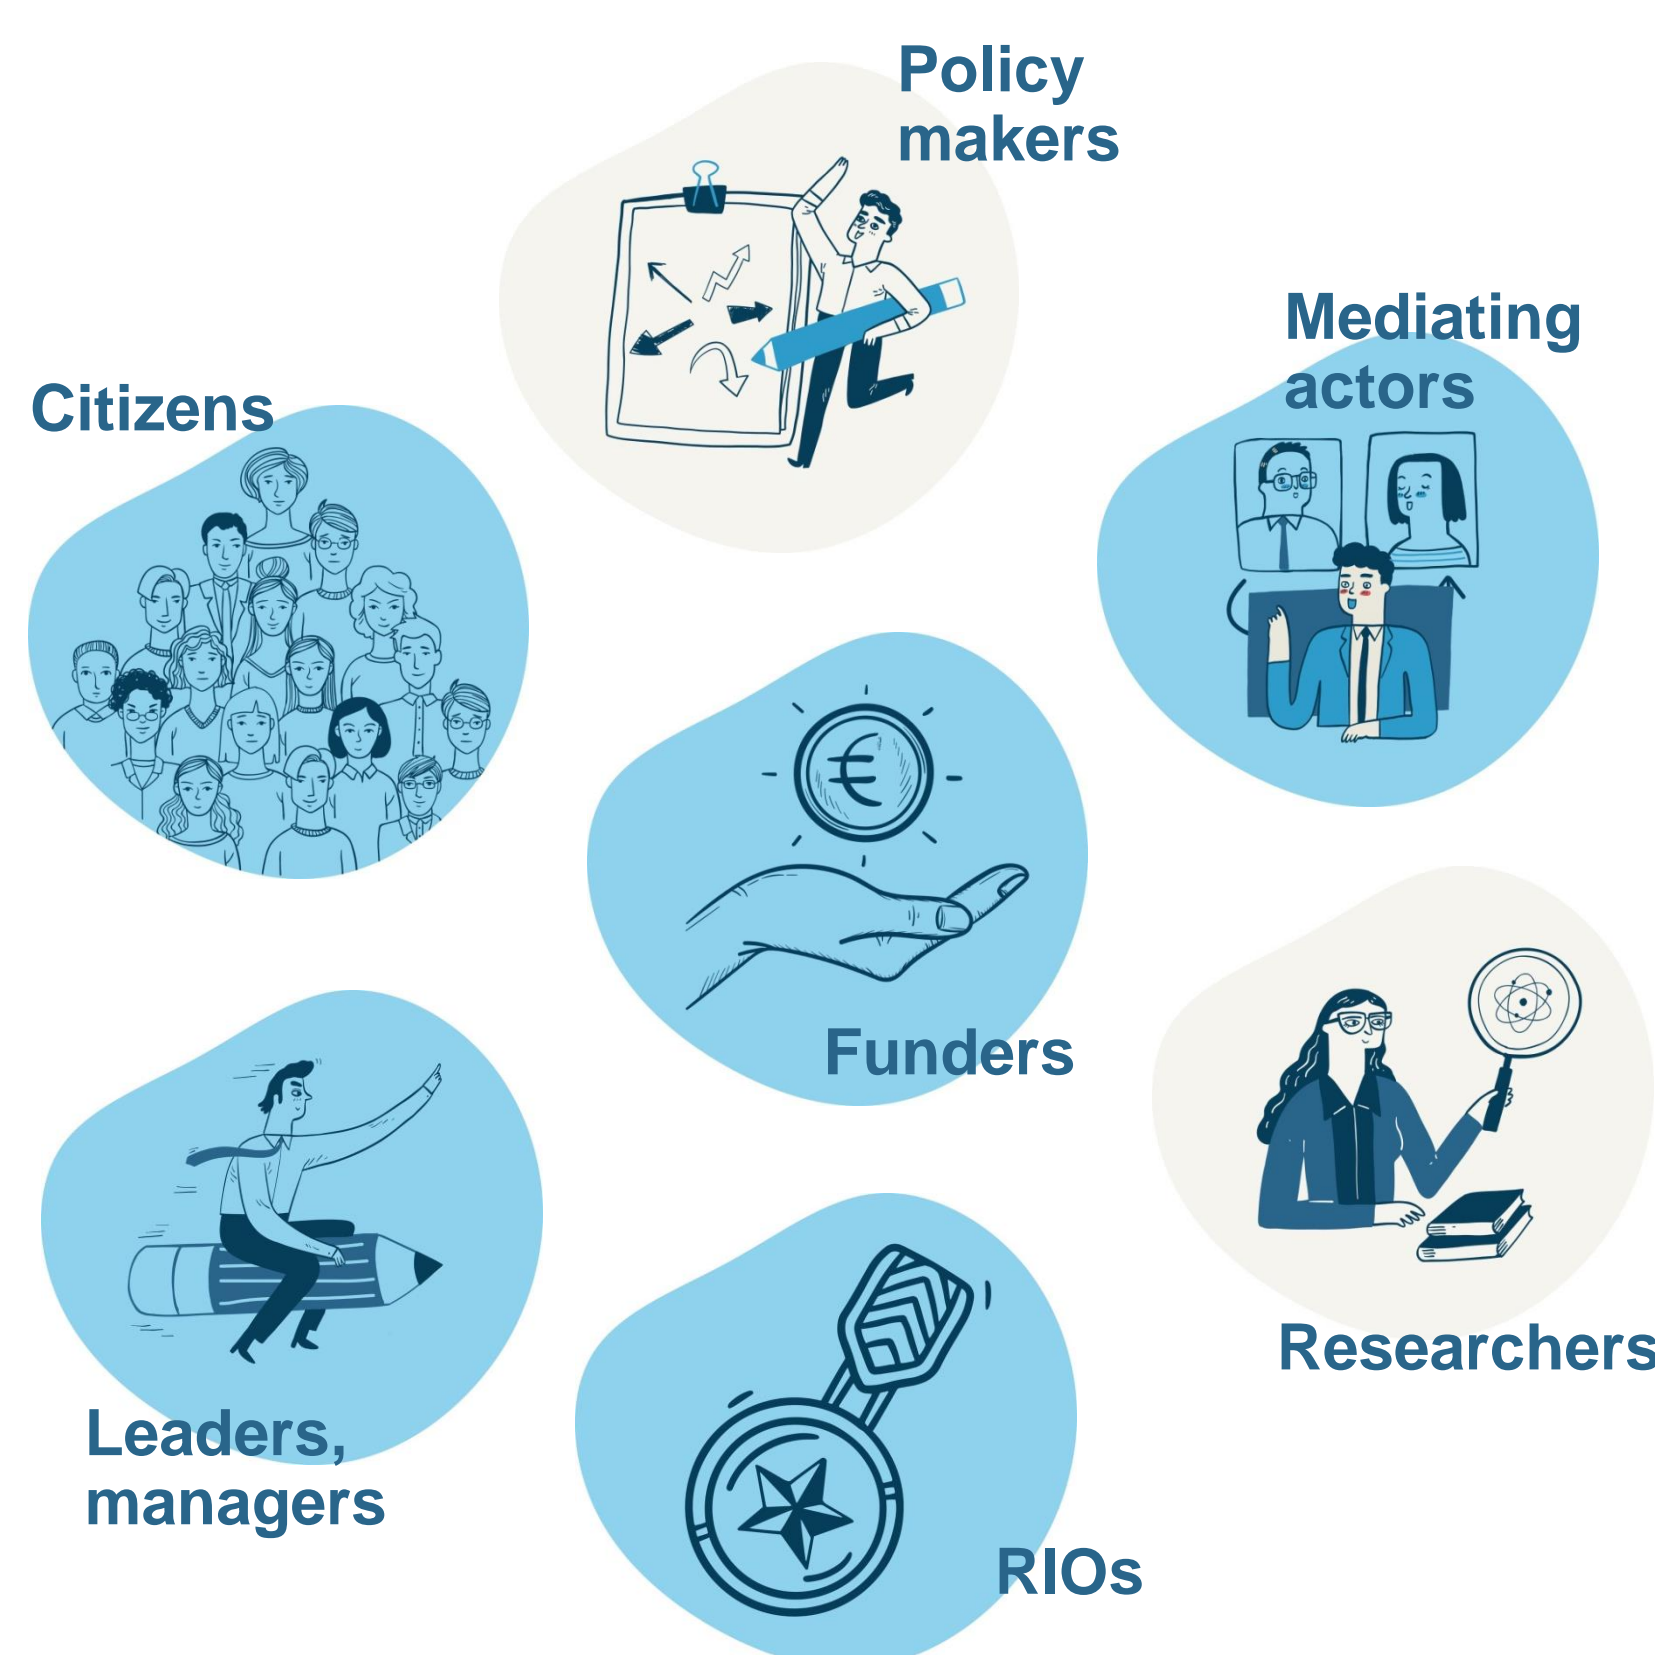 Policy
makers
Mediating
actors
Citizens
Funders
Researchers
Leaders,
managers
RIOs